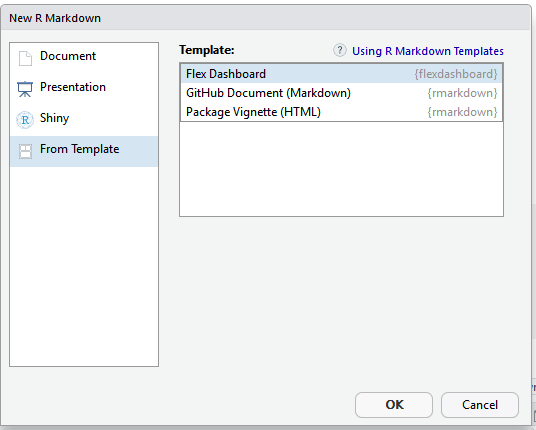 New R Markdown
Document
Presentation
R Shiny
From Template
Template:
? Using R Markdown Templates
Flex Dashboard {flexdashboard}
GitHub Document (Markdown) {rmarkdown}
Package Vignette (HTML) {rmarkdown}
OK Cancel